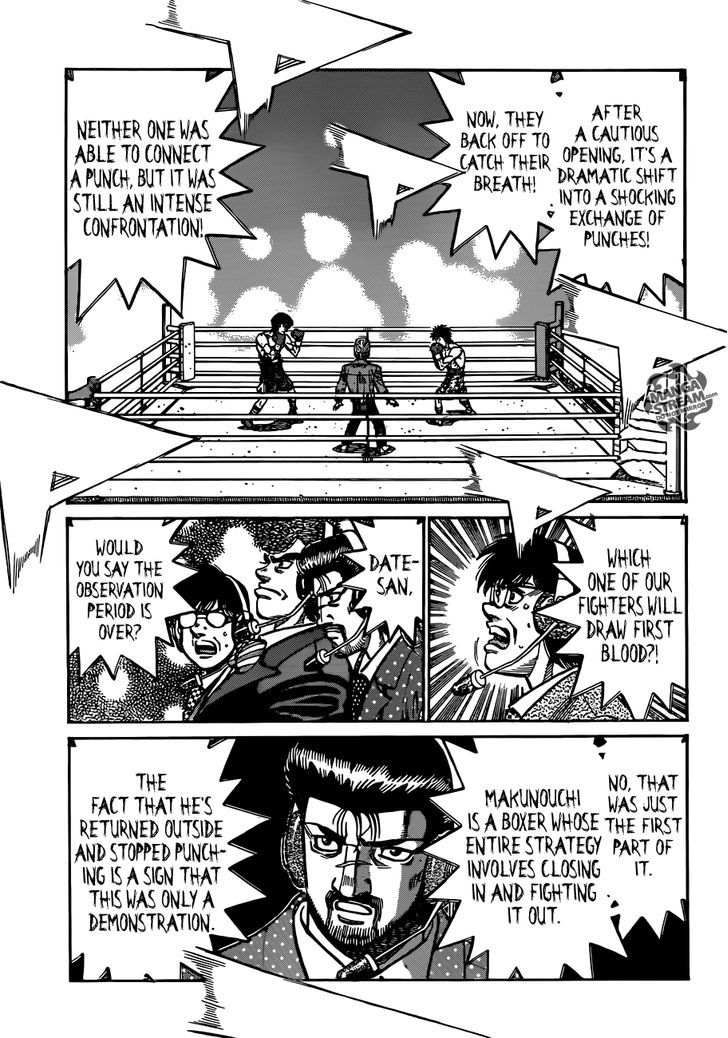 AFTER
A CAUTIOUS
OPENING, IT'S A
DRAMATIC SHIFT
INTO A SHOCKING
EXCHANGE OF
PUNCHES!
NOW, THEY
BACK OFF TO
CATCH THEIR
BREATH!
NEITHER ONE WAS
ABLE TO CONNECT
A PUNCH, BUT IT WAS
STILL AN INTENSE
CONFRONTATION!
MANGA
STREAM.com
DO NOT MIRROR
WHICH
ONE OF OUR
FIGHTERS WILL
DRAW FIRST
BLOOD?!
DATE-
SAN,
WOULD
YOU SAY THE
OBSERVATION
PERIOD IS
OVER?
NO, THAT
WAS JUST
THE FIRST
PART OF
IT.
MAKUNOUCHI
IS A BOXER WHOSE
ENTIRE STRATEGY
INVOLVES CLOSING
IN AND FIGHTING
IT OUT.
THE
FACT THAT HE'S
RETURNED OUTSIDE
AND STOPPED PUNCH-
ING IS A SIGN THAT
THIS WAS ONLY A
DEMONSTRATION.